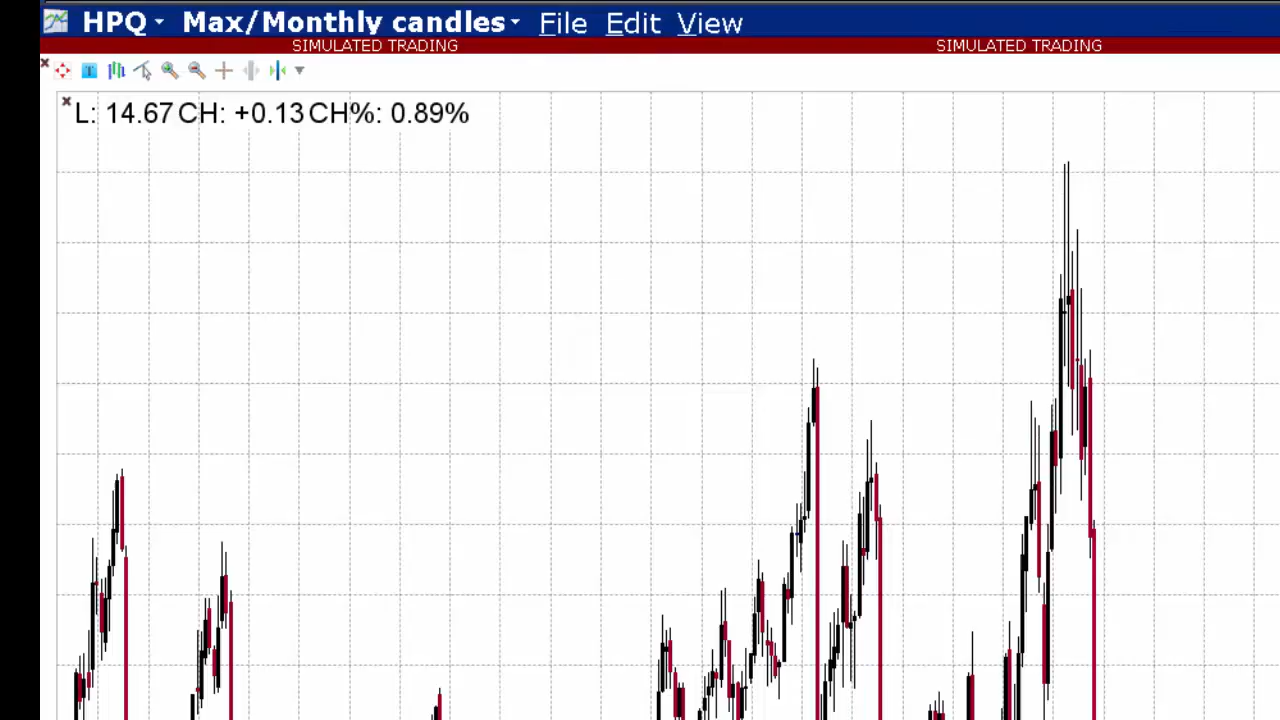 HPQ Max/Monthly candles File Edit View
SIMULATED TRADING SIMULATED TRADING
L: 14.67 CH: +0.13 CH%: 0.89%